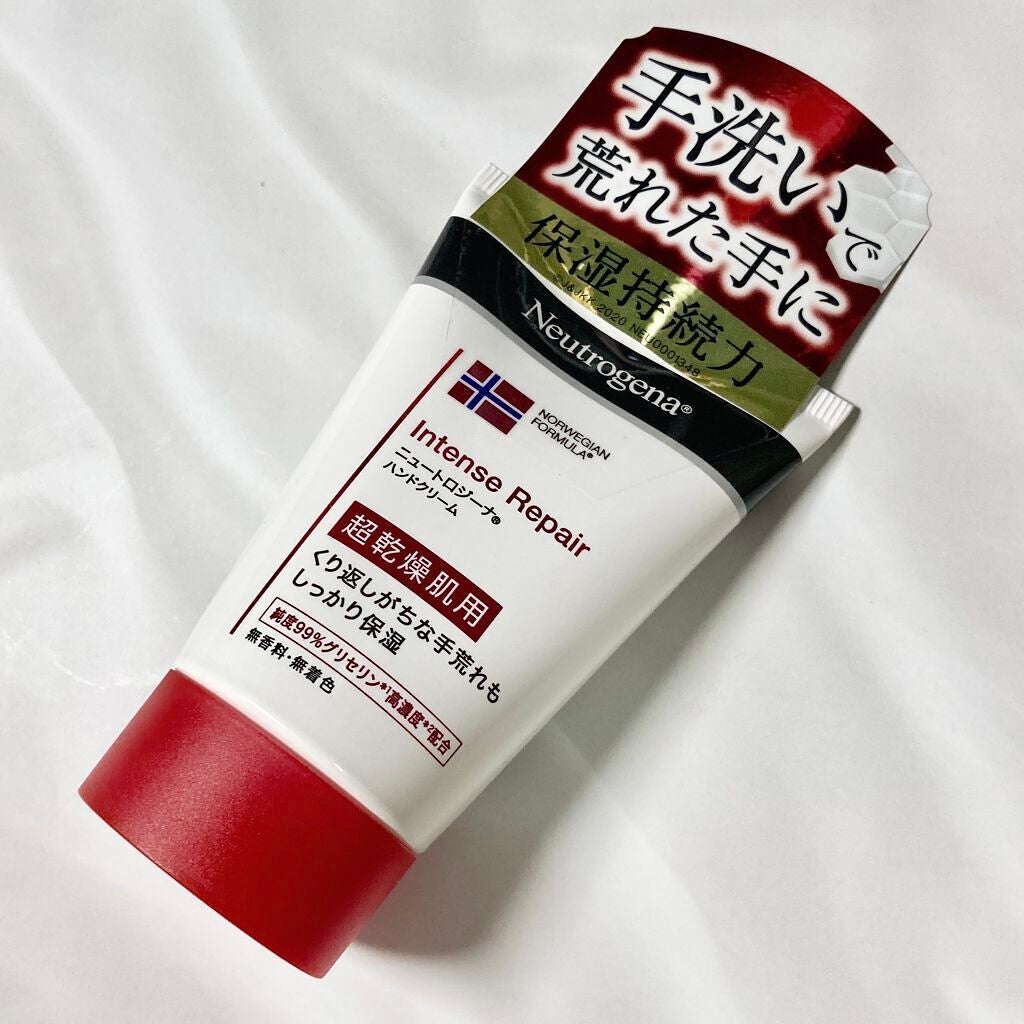 手洗いで
荒れた手に
保湿持続力
©J&JKK 2020 NEU0001348
Neutrogena®
NORWEGIAN
FORMULA®
Intense Repair
ニュートロジーナ®
ハンドクリーム
超乾燥肌用
くり返しがちな手荒れも
しっかり保湿
純度99%グリセリン*1高濃度*2配合
無香料・無着色